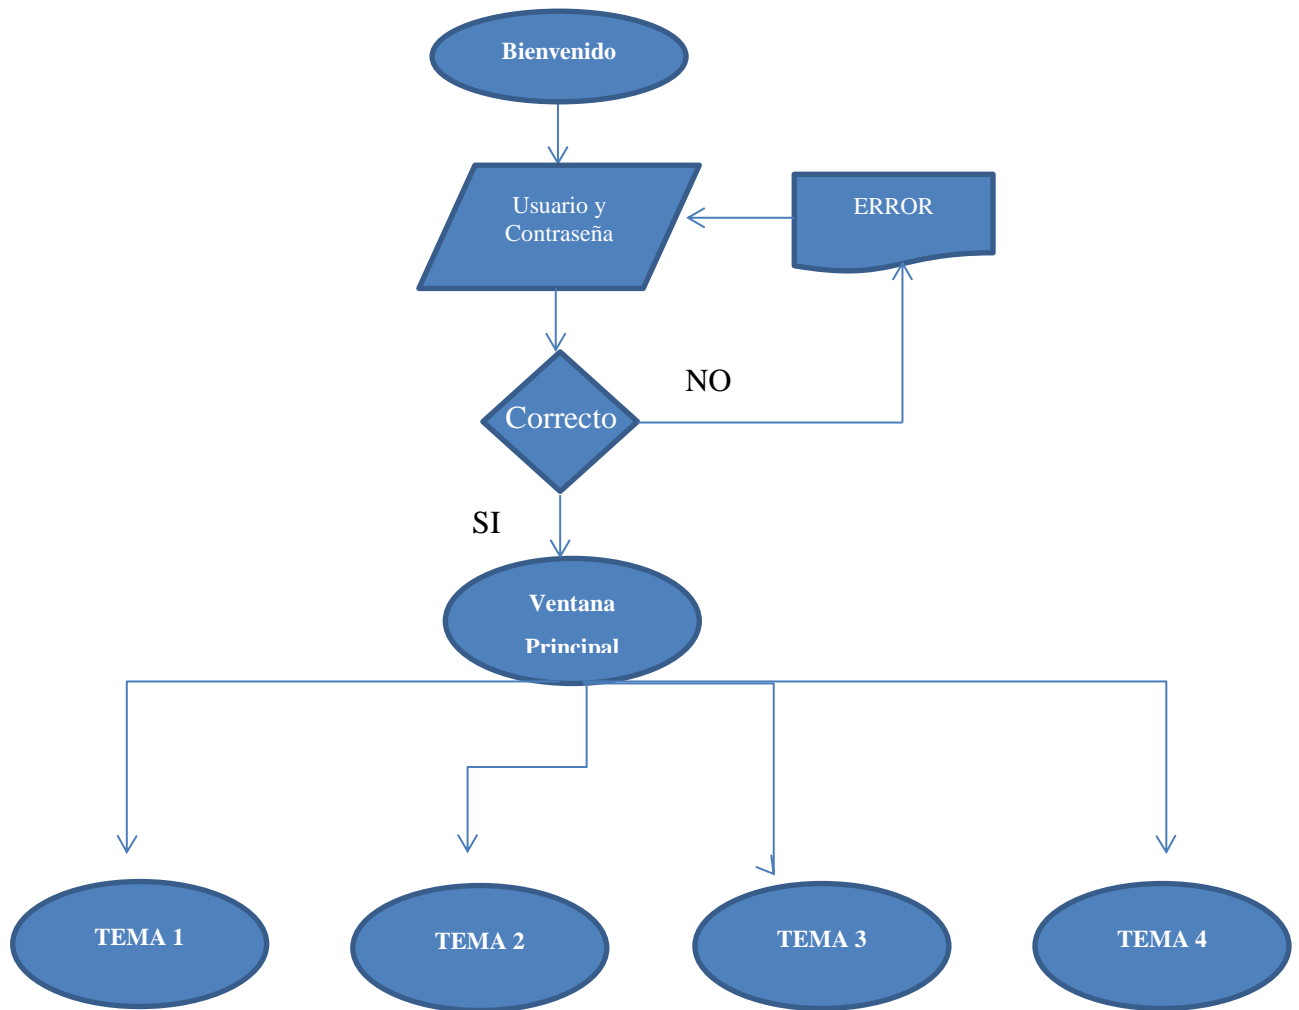 Bienvenido
Usuario y
Contraseña
ERROR
NO
Correcto
SI
Ventana
Principal
TEMA 1
TEMA 2
TEMA 3
TEMA 4